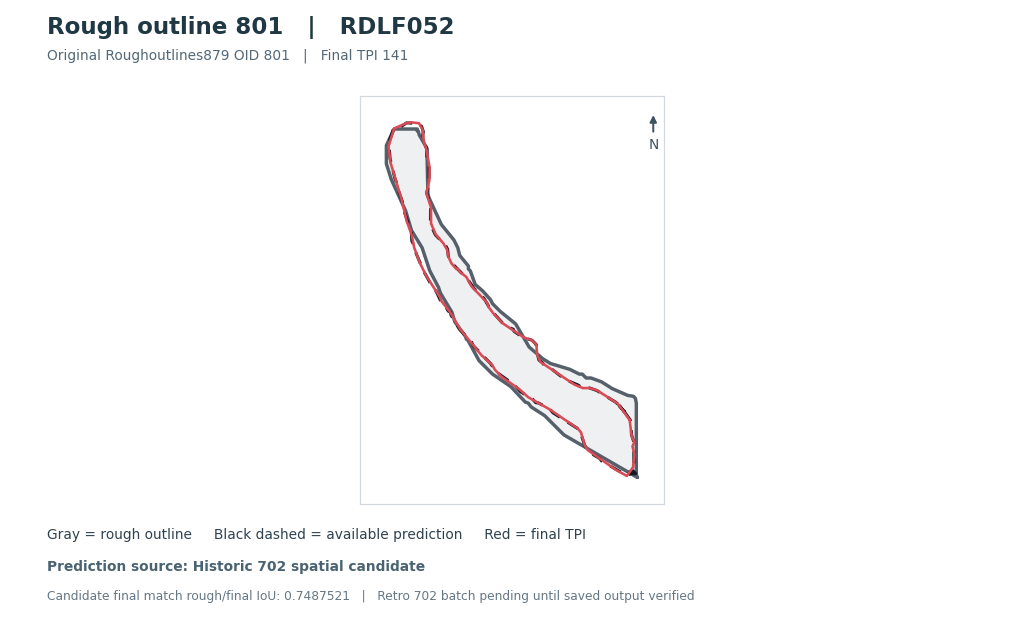 Rough outline 801 | RDLF052
Original Roughoutlines879 OID 801 | Final TPI 141
N
Gray = rough outline Black dashed = available prediction Red = final TPI
Prediction source: Historic 702 spatial candidate
Candidate final match rough/final IoU: 0.7487521 | Retro 702 batch pending until saved output verified